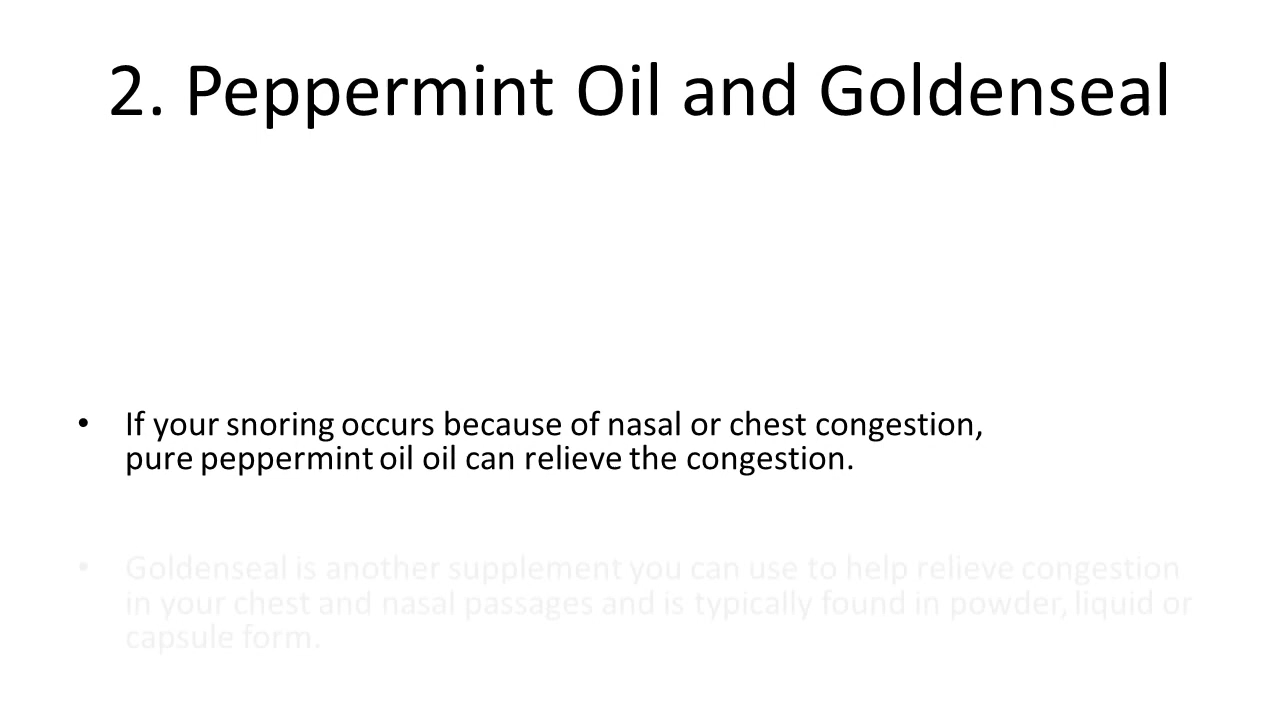 2. Peppermint Oil and Goldenseal
• If your snoring occurs because of nasal or chest congestion,
pure peppermint oil oil can relieve the congestion.
• Goldenseal is another supplement you can use to help relieve congestion
in your chest and nasal passages and is typically found in powder, liquid or
capsule form.